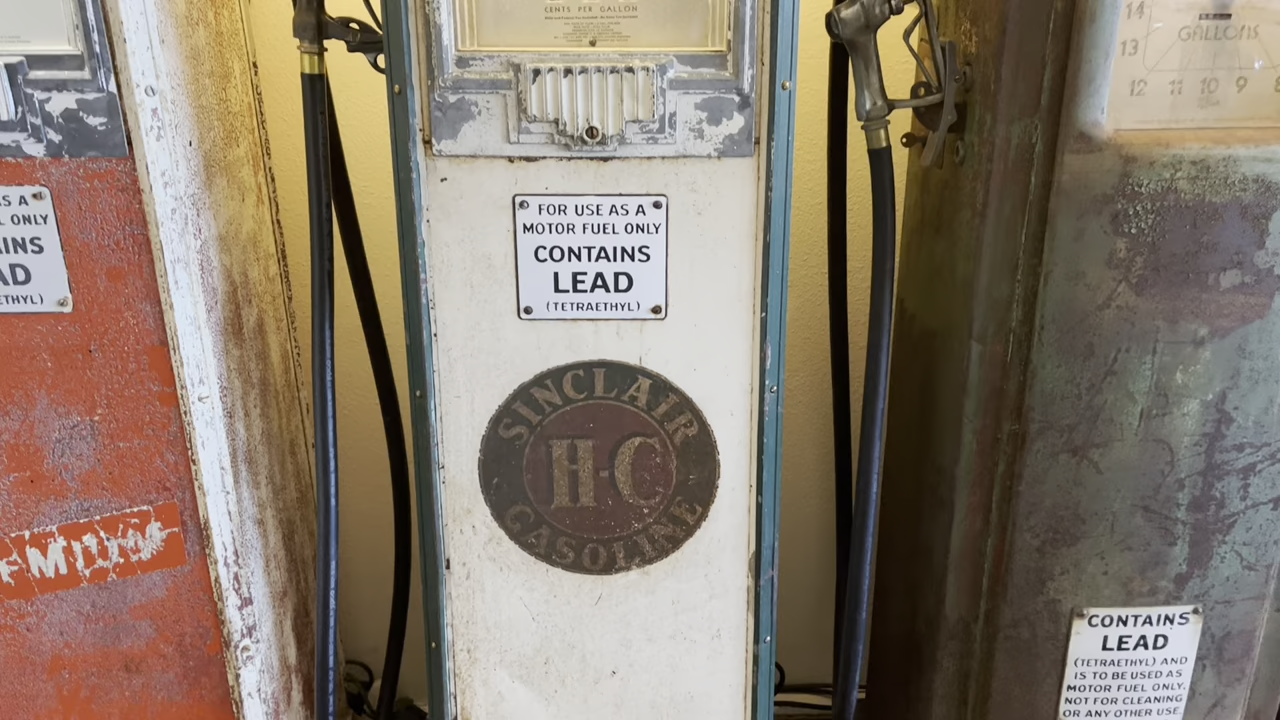 S A
L ONLY
AINS
AD
ETHYL)
CENTS PER GALLON
FOR USE AS A
MOTOR FUEL ONLY
CONTAINS
LEAD
(TETRAETHYL)
SINCLAIR
H-C
GASOLINE
14
GALLONS
13
12 11 10 9 8
CONTAINS
LEAD
(TETRAETHYL) AND
IS TO BE USED AS
MOTOR FUEL ONLY.
NOT FOR CLEANING
OR ANY OTHER USE.